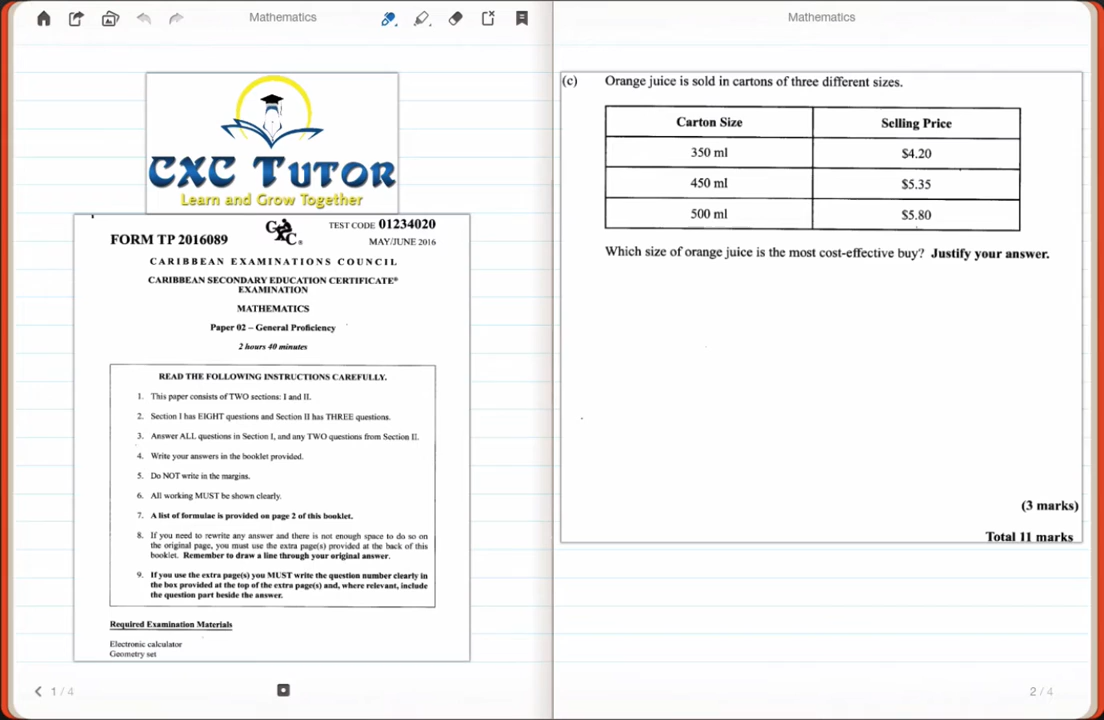 Mathematics
CXC TUTOR
Learn and Grow Together
TEST CODE 01234020
FORM TP 2016089
MAY/JUNE 2016
CARIBBEAN EXAMINATIONS COUNCIL
CARIBBEAN SECONDARY EDUCATION CERTIFICATE®
EXAMINATION
MATHEMATICS
Paper 02 – General Proficiency
2 hours 40 minutes
READ THE FOLLOWING INSTRUCTIONS CAREFULLY.
1. This paper consists of TWO sections: I and II.
2. Section I has EIGHT questions and Section II has THREE questions.
3. Answer ALL questions in Section I, and any TWO questions from Section II.
4. Write your answers in the booklet provided.
5. Do NOT write in the margins.
6. All working MUST be shown clearly.
7. A list of formulae is provided on page 2 of this booklet.
8. If you need to rewrite any answer and there is not enough space to do so on
the original page, you must use the extra page(s) provided at the back of this
booklet. Remember to draw a line through your original answer.
9. If you use the extra page(s) you MUST write the question number clearly in
the box provided at the top of the extra page(s) and, where relevant, include
the question part beside the answer.
Required Examination Materials
Electronic calculator
Geometry set
1 / 4
Mathematics
(c) Orange juice is sold in cartons of three different sizes.
Carton Size Selling Price
350 ml $4.20
450 ml $5.35
500 ml $5.80
Which size of orange juice is the most cost-effective buy? Justify your answer.
(3 marks)
Total 11 marks
2 / 4